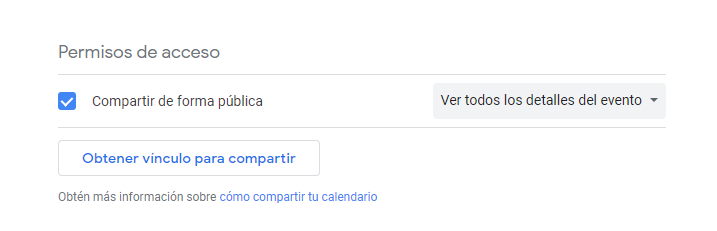 Permisos de acceso
Compartir de forma pública
Ver todos los detalles del evento
Obtener vínculo para compartir
Obtén más información sobre cómo compartir tu calendario